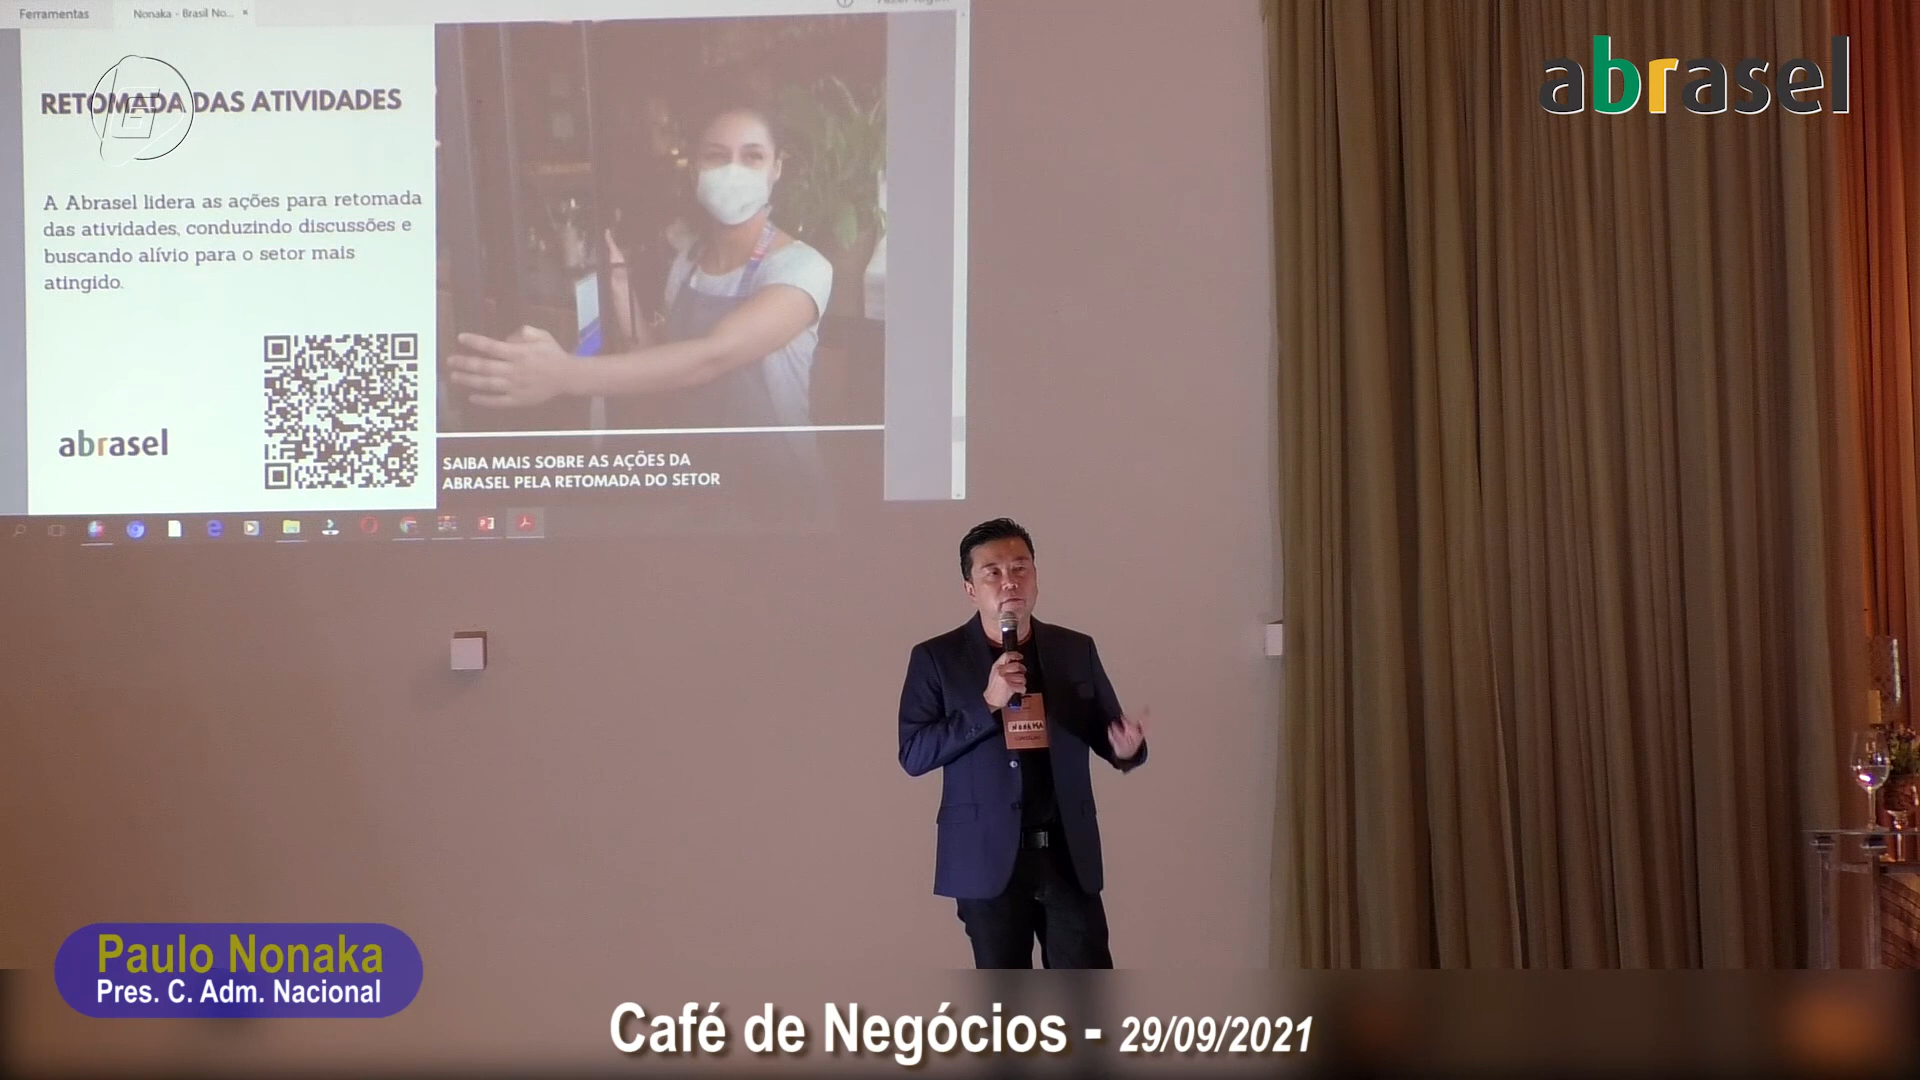 Ferramentas
Nonaka - Brasil No...
RETOMADA DAS ATIVIDADES
A Abrasel lidera as ações para retomada
das atividades, conduzindo discussões e
buscando alívio para o setor mais
atingido.
abrasel
SAIBA MAIS SOBRE AS AÇÕES DA
ABRASEL PELA RETOMADA DO SETOR
abrasel
NONAKA
Paulo Nonaka
Pres. C. Adm. Nacional
Café de Negócios - 29/09/2021